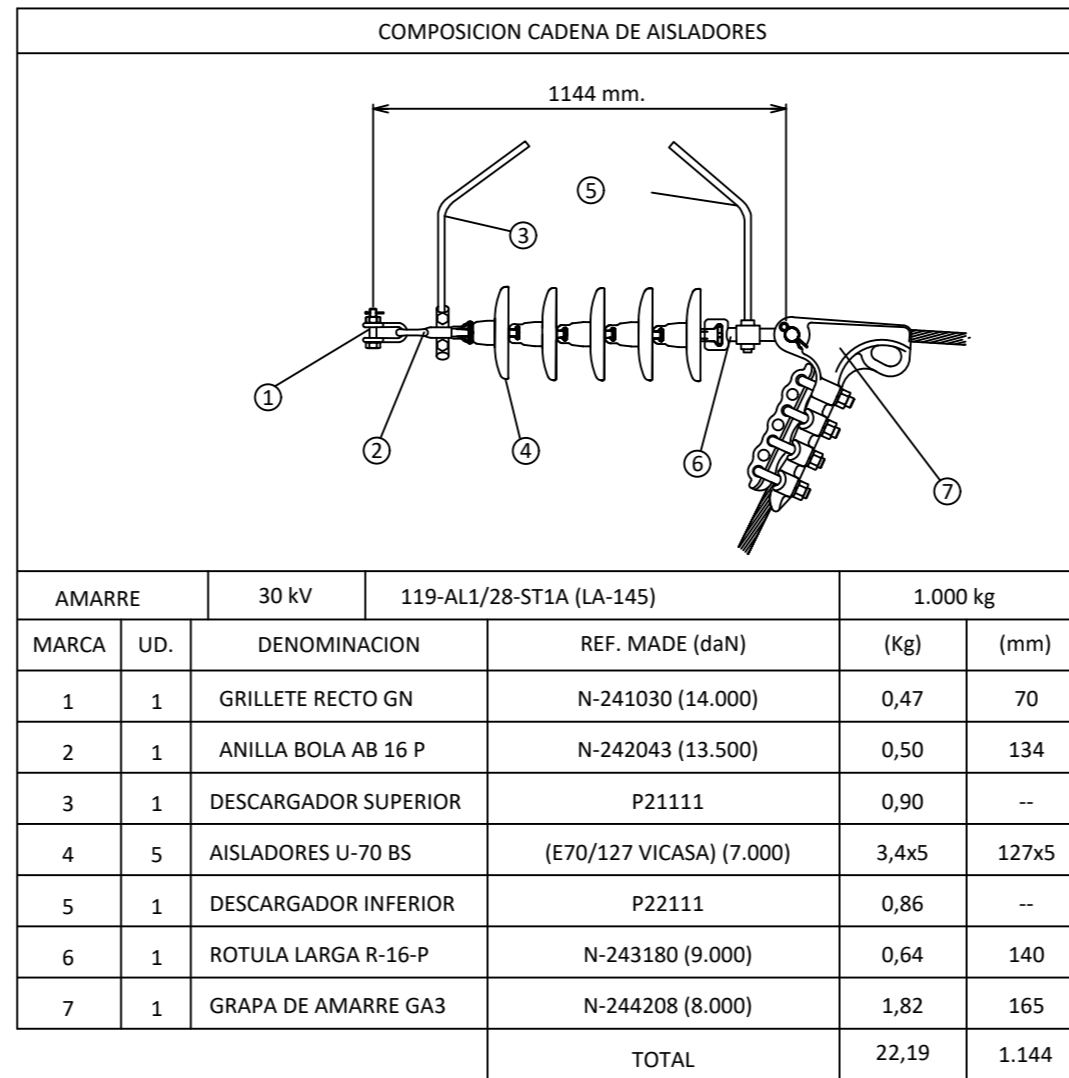 COMPOSICION CADENA DE AISLADORES
1144 mm.
5
3
1
2
4
6
7
AMARRE 30 kV 119-AL1/28-ST1A (LA-145) 1.000 kg
MARCA UD. DENOMINACION REF. MADE (daN) (Kg) (mm)
1 1 GRILLETE RECTO GN N-241030 (14.000) 0,47 70
2 1 ANILLA BOLA AB 16 P N-242043 (13.500) 0,50 134
3 1 DESCARGADOR SUPERIOR P21111 0,90 --
4 5 AISLADORES U-70 BS (E70/127 VICASA) (7.000) 3,4x5 127x5
5 1 DESCARGADOR INFERIOR P22111 0,86 --
6 1 ROTULA LARGA R-16-P N-243180 (9.000) 0,64 140
7 1 GRAPA DE AMARRE GA3 N-244208 (8.000) 1,82 165
TOTAL 22,19 1.144